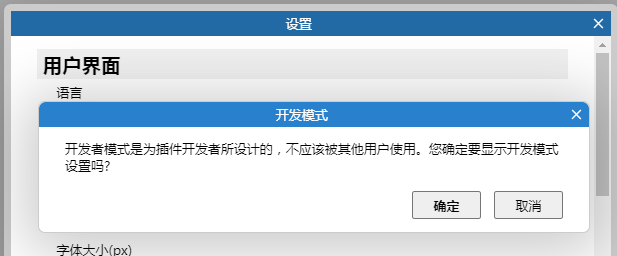 设置
用户界面
语言
开发模式
开发者模式是为插件开发者所设计的，不应该被其他用户使用。您确定要显示开发模式
设置吗?
确定 取消
字体大小(px)